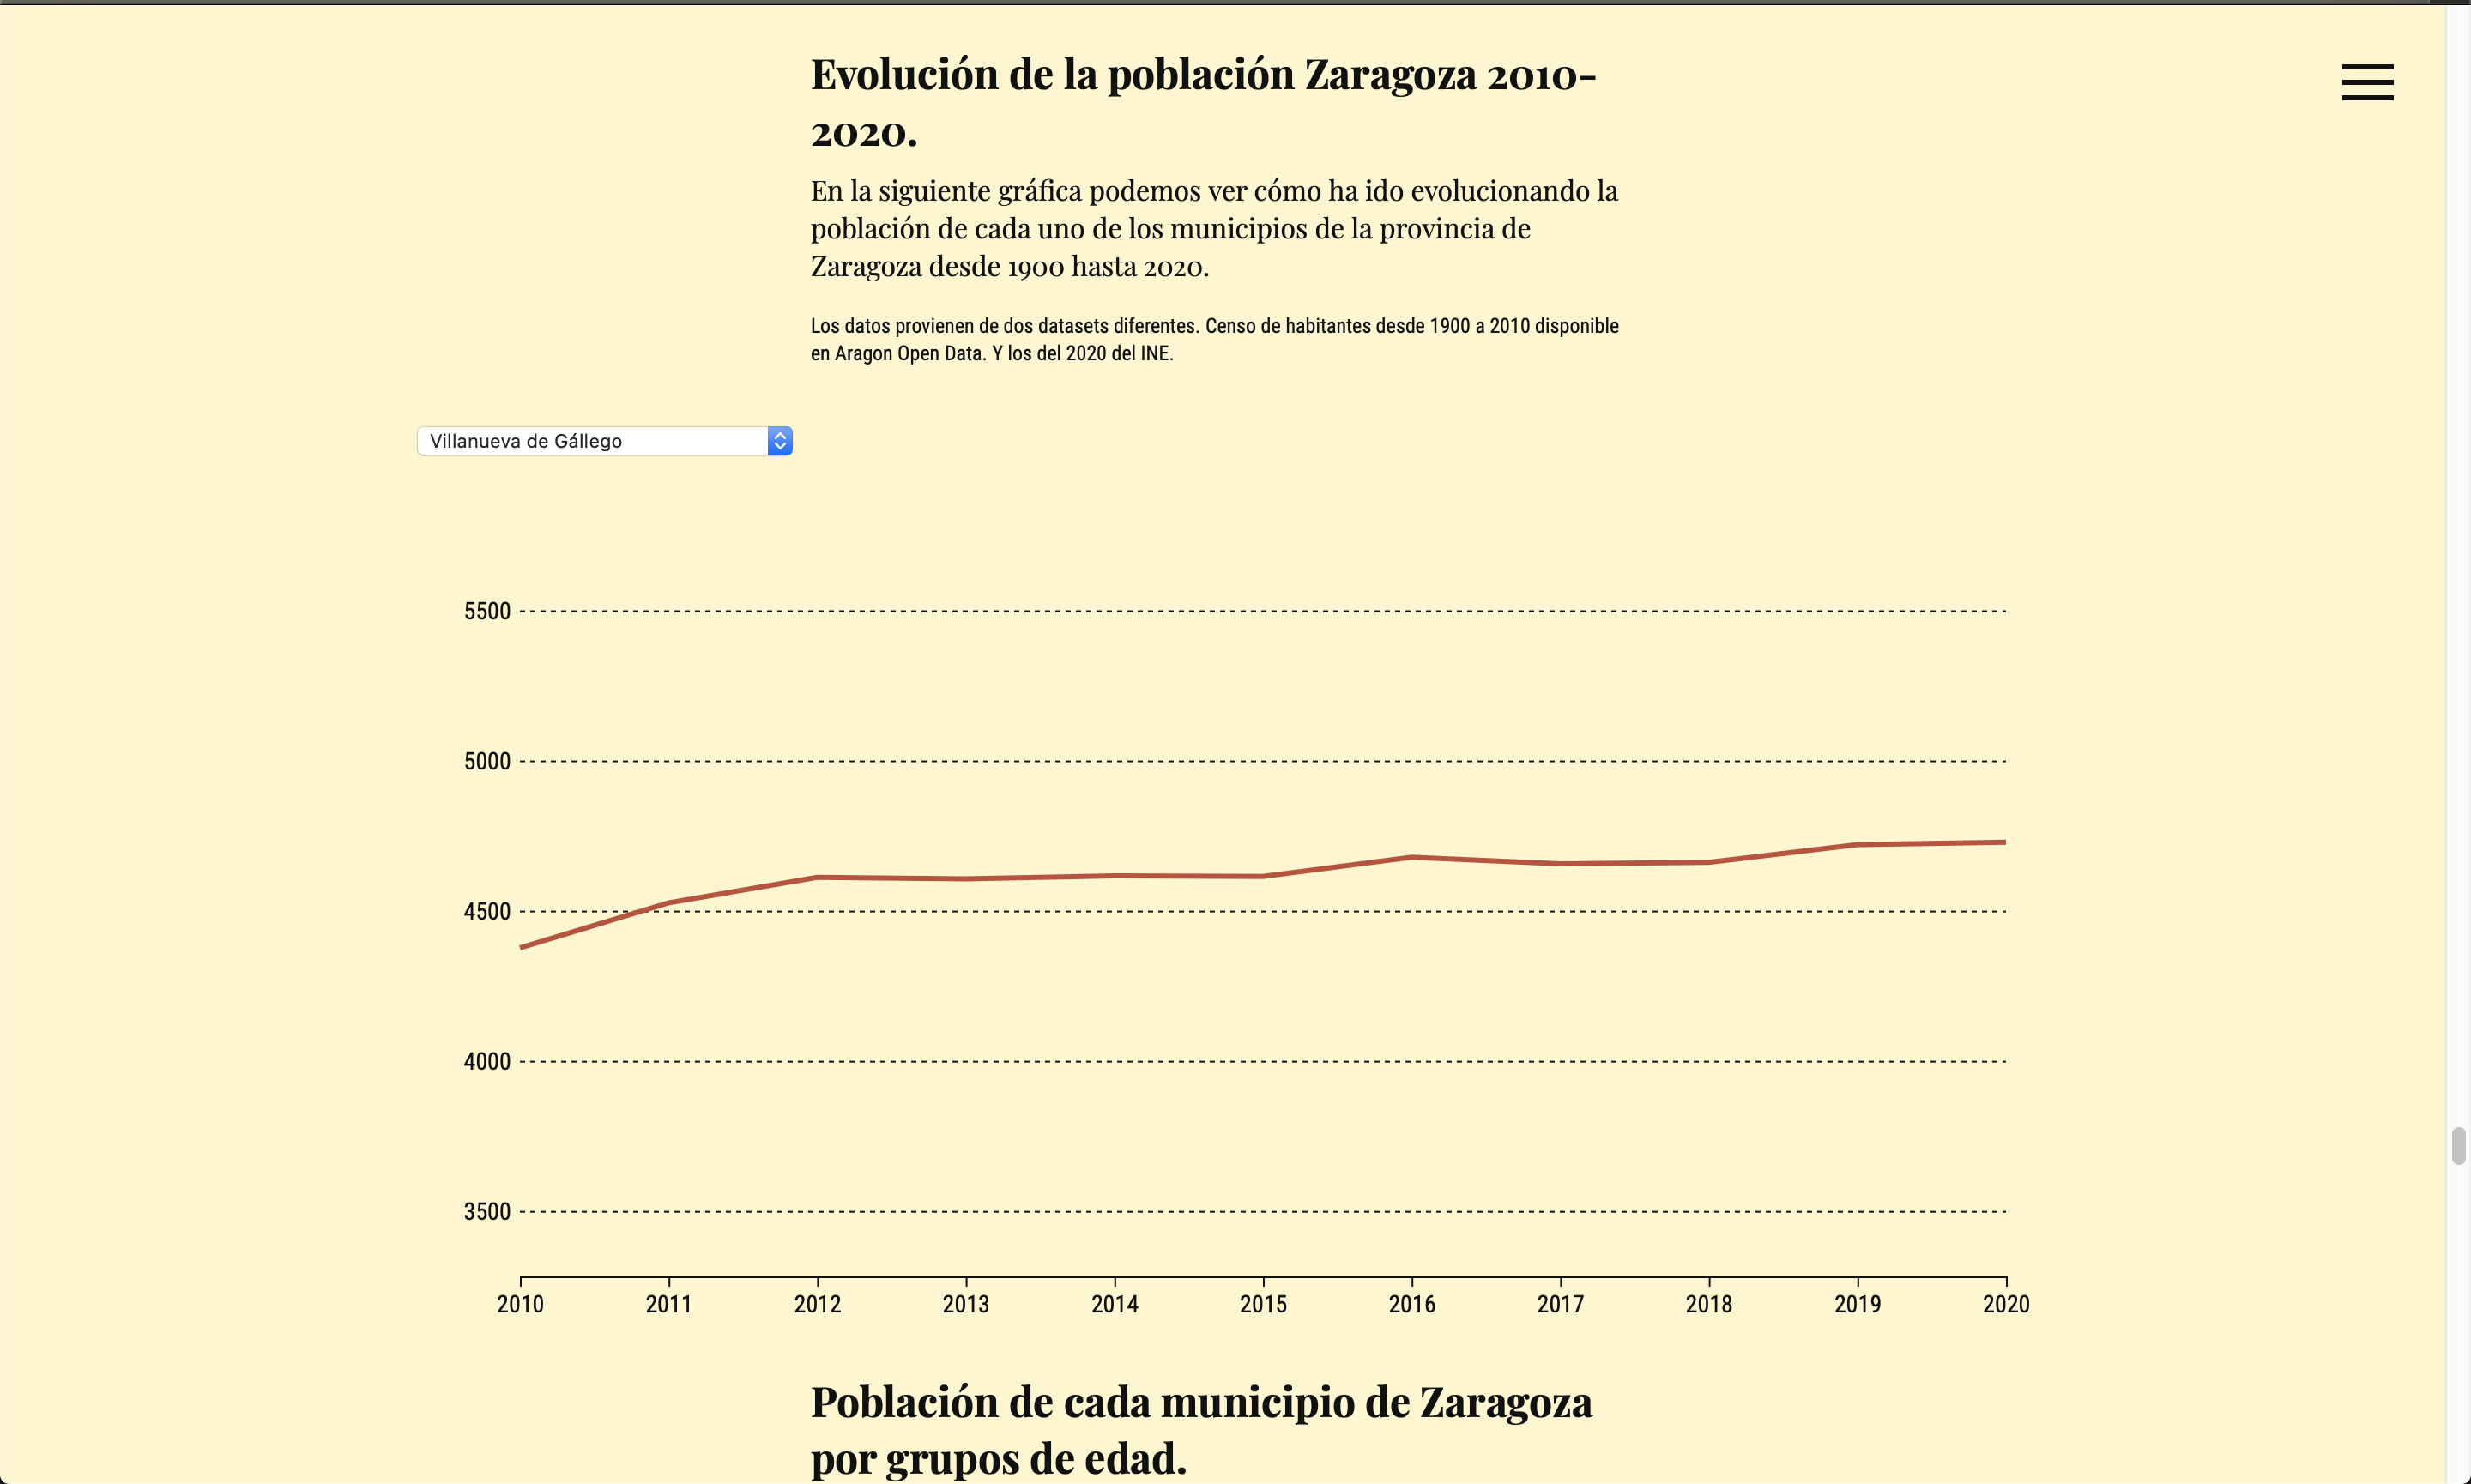 Evolución de la población Zaragoza 2010-
2020.
En la siguiente gráfica podemos ver cómo ha ido evolucionando la
población de cada uno de los municipios de la provincia de
Zaragoza desde 1900 hasta 2020.
Los datos provienen de dos datasets diferentes. Censo de habitantes desde 1900 a 2010 disponible
en Aragon Open Data. Y los del 2020 del INE.
Villanueva de Gállego
5500
5000
4500
4000
3500
2010 2011 2012 2013 2014 2015 2016 2017 2018 2019 2020
Población de cada municipio de Zaragoza
por grupos de edad.